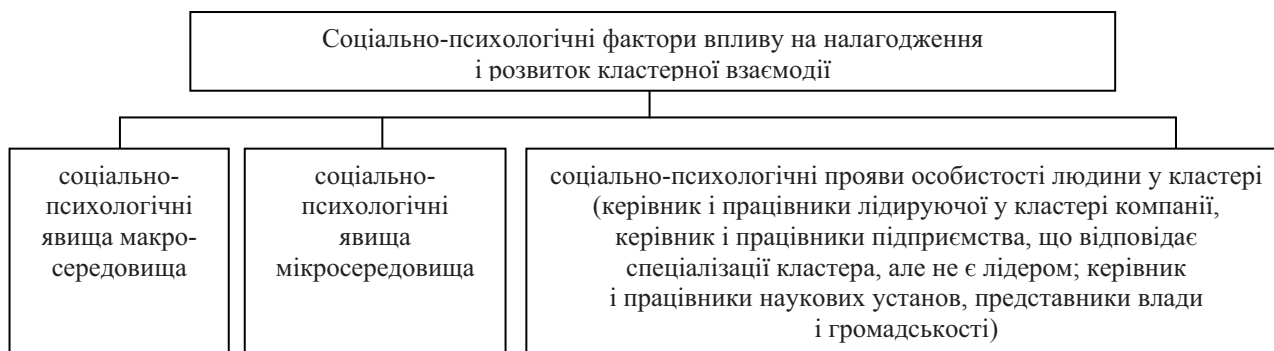 Соціально-психологічні фактори впливу на налагодження
і розвиток кластерної взаємодії
соціально-
психологічні
явища макро-
середовища
соціально-
психологічні
явища
мікросередовища
соціально-психологічні прояви особистості людини у кластері
(керівник і працівники лідируючої у кластері компанії,
керівник і працівники підприємства, що відповідає
спеціалізації кластера, але не є лідером; керівник
і працівники наукових установ, представники влади
і громадськості)